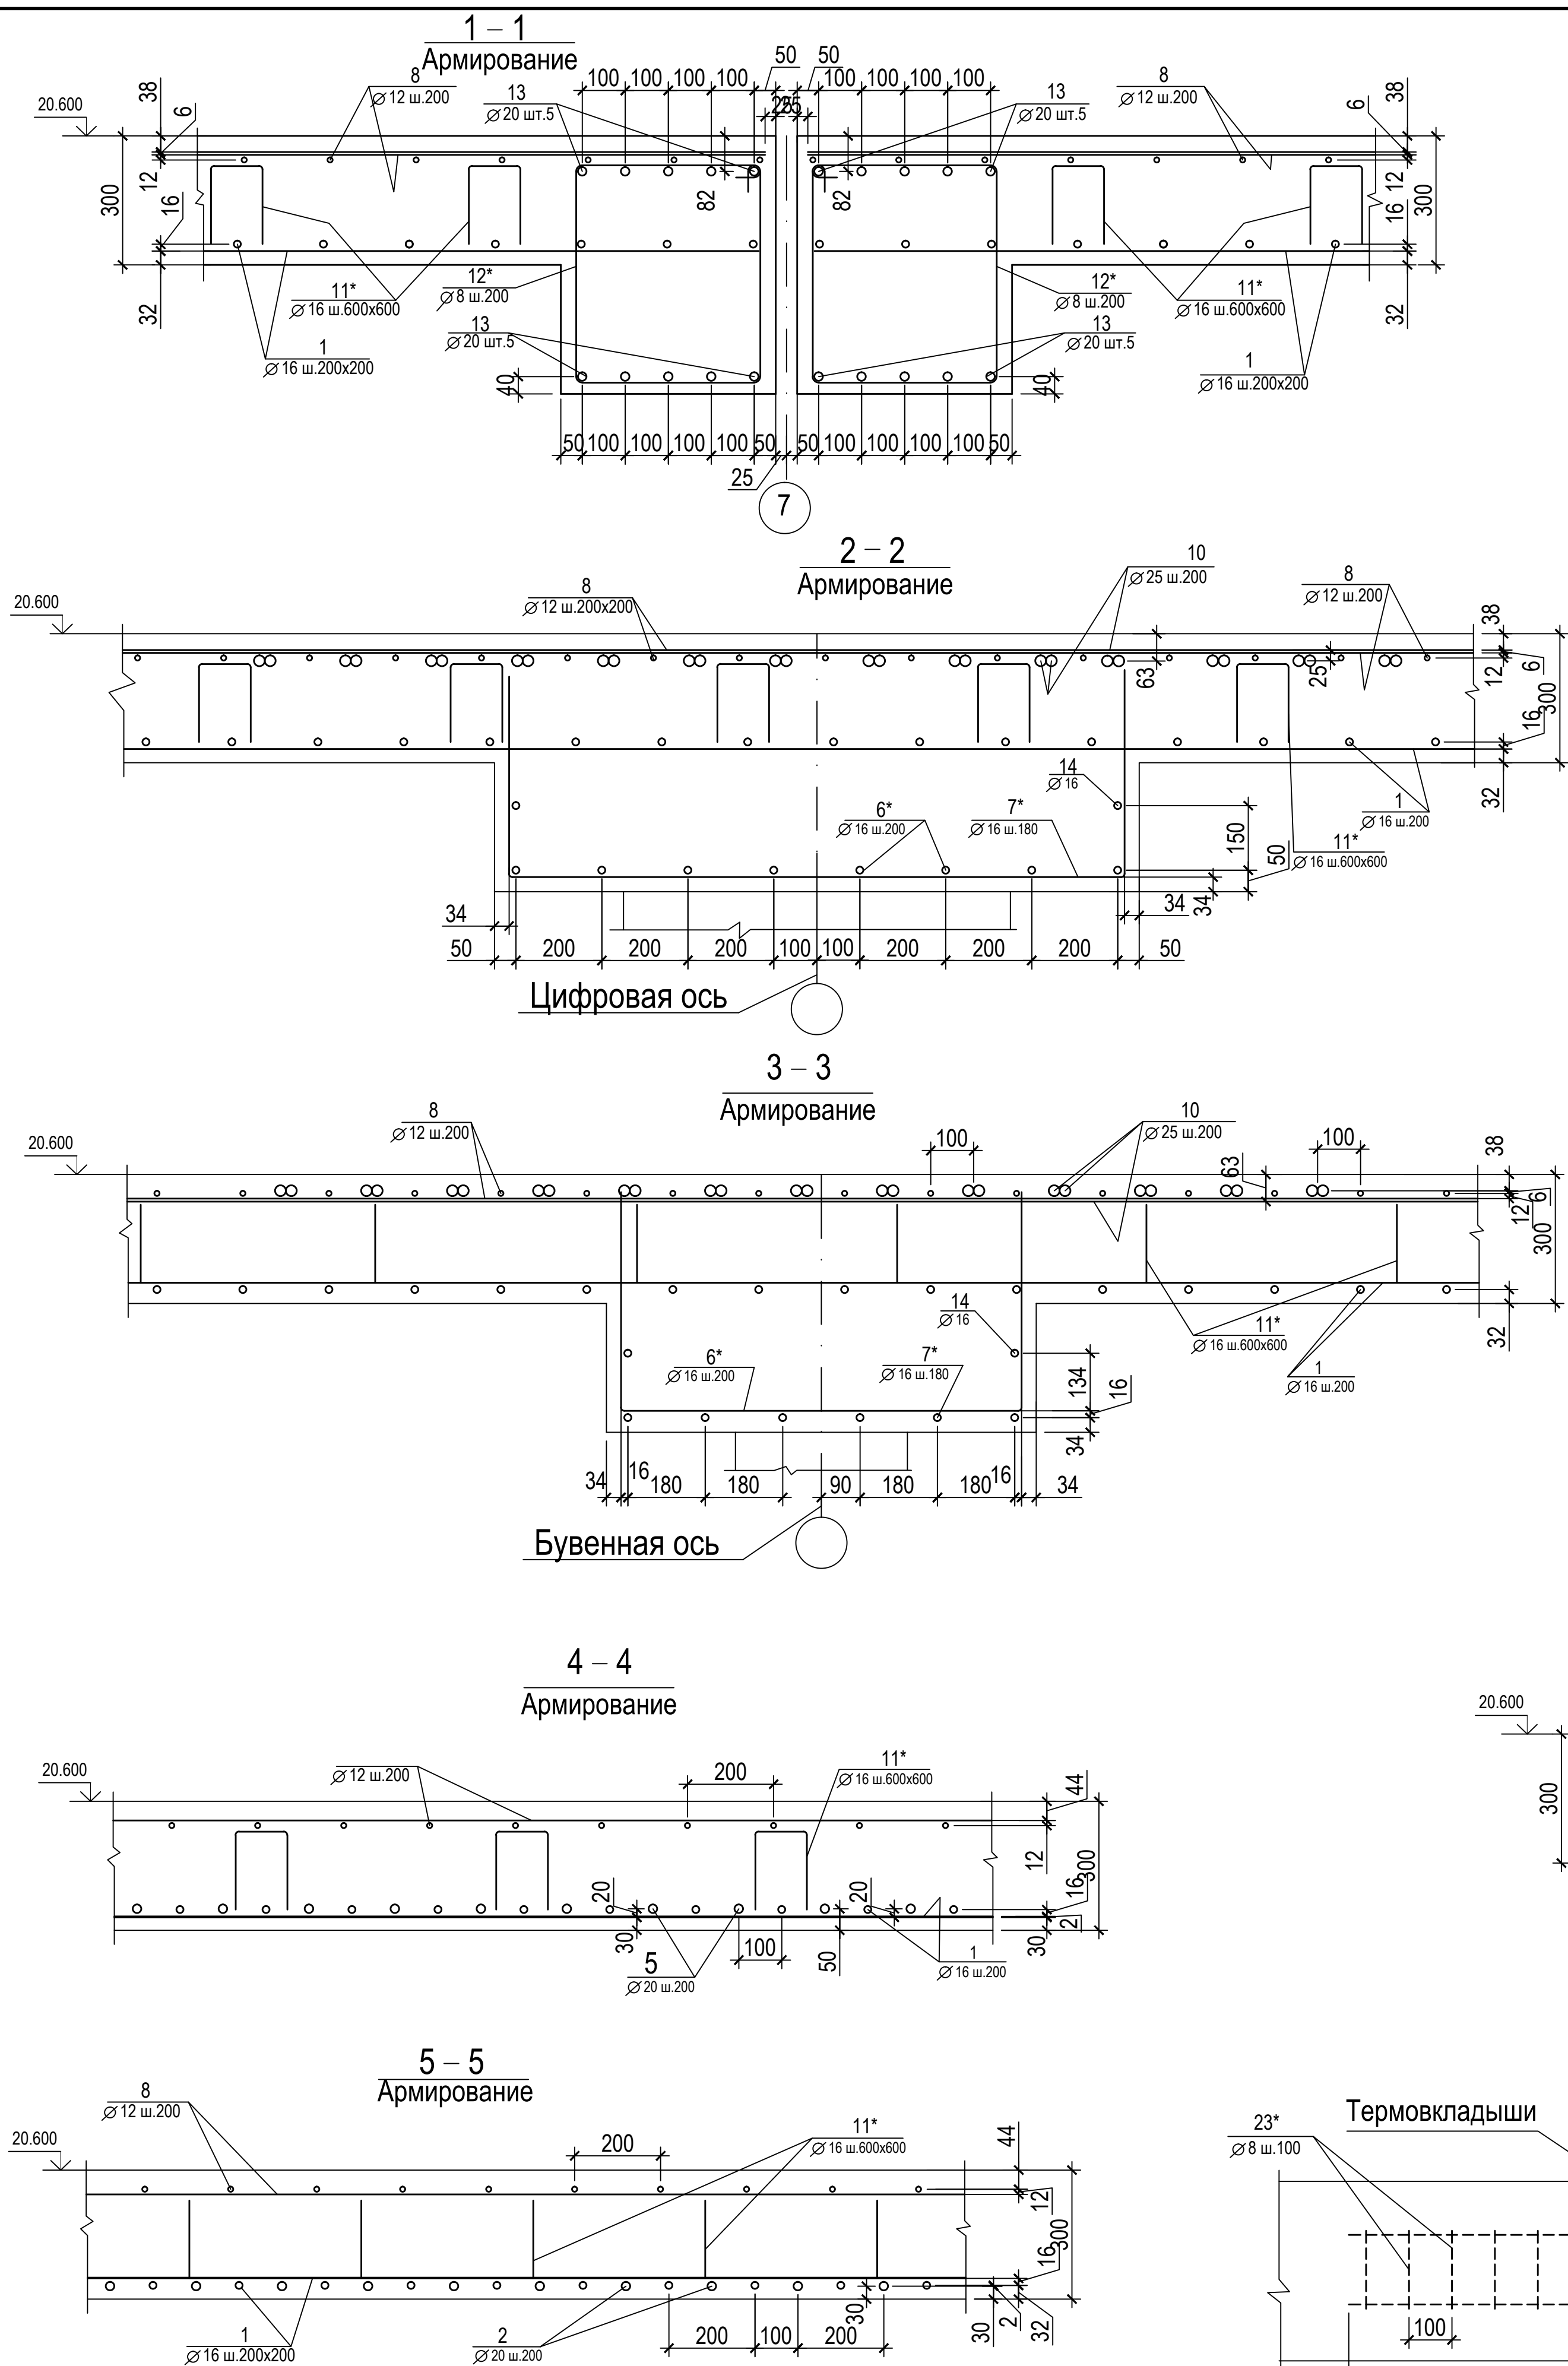 1 – 1
Армирование
20.600
38
6
8
⌀ 12 ш.200
13
⌀ 20 шт.5
100 100 100 100
50
50
100 100 100 100
25
25
13
⌀ 20 шт.5
8
⌀ 12 ш.200
6
38
300
12
16
32
82
82
12
16
300
32
11*
⌀ 16 ш.600х600
12*
⌀ 8 ш.200
12*
⌀ 8 ш.200
11*
⌀ 16 ш.600х600
1
⌀ 16 ш.200х200
13
⌀ 20 шт.5
13
⌀ 20 шт.5
1
⌀ 16 ш.200х200
40
40
50 100 100 100 100 50
50 100 100 100 100 50
25
7
2 – 2
Армирование
20.600
8
⌀ 12 ш.200х200
10
⌀ 25 ш.200
8
⌀ 12 ш.200
38
63
25
12
6
300
16
32
14
⌀ 16
6*
⌀ 16 ш.200
7*
⌀ 16 ш.180
1
⌀ 16 ш.200
11*
⌀ 16 ш.600х600
150
50
34
34
34
50 200 200 200 100 100 200 200 200 50
Цифровая ось
3 – 3
Армирование
20.600
8
⌀ 12 ш.200
100
10
⌀ 25 ш.200
63
100
38
6
12
300
32
14
⌀ 16
6*
⌀ 16 ш.200
7*
⌀ 16 ш.180
11*
⌀ 16 ш.600х600
1
⌀ 16 ш.200
134
16
34
34 16 180 180 90 180 180 16 34
Бувенная ось
4 – 4
Армирование
20.600
⌀ 12 ш.200
200
11*
⌀ 16 ш.600х600
44
12
300
16
2
30
20
20
30
100
50
5
⌀ 20 ш.200
1
⌀ 16 ш.200
20.600
300
5 – 5
Армирование
20.600
8
⌀ 12 ш.200
200
11*
⌀ 16 ш.600х600
44
12
300
16
30
30
2
32
1
⌀ 16 ш.200х200
2
⌀ 20 ш.200
200 100 200
Термовкладыши
23*
⌀ 8 ш.100
100